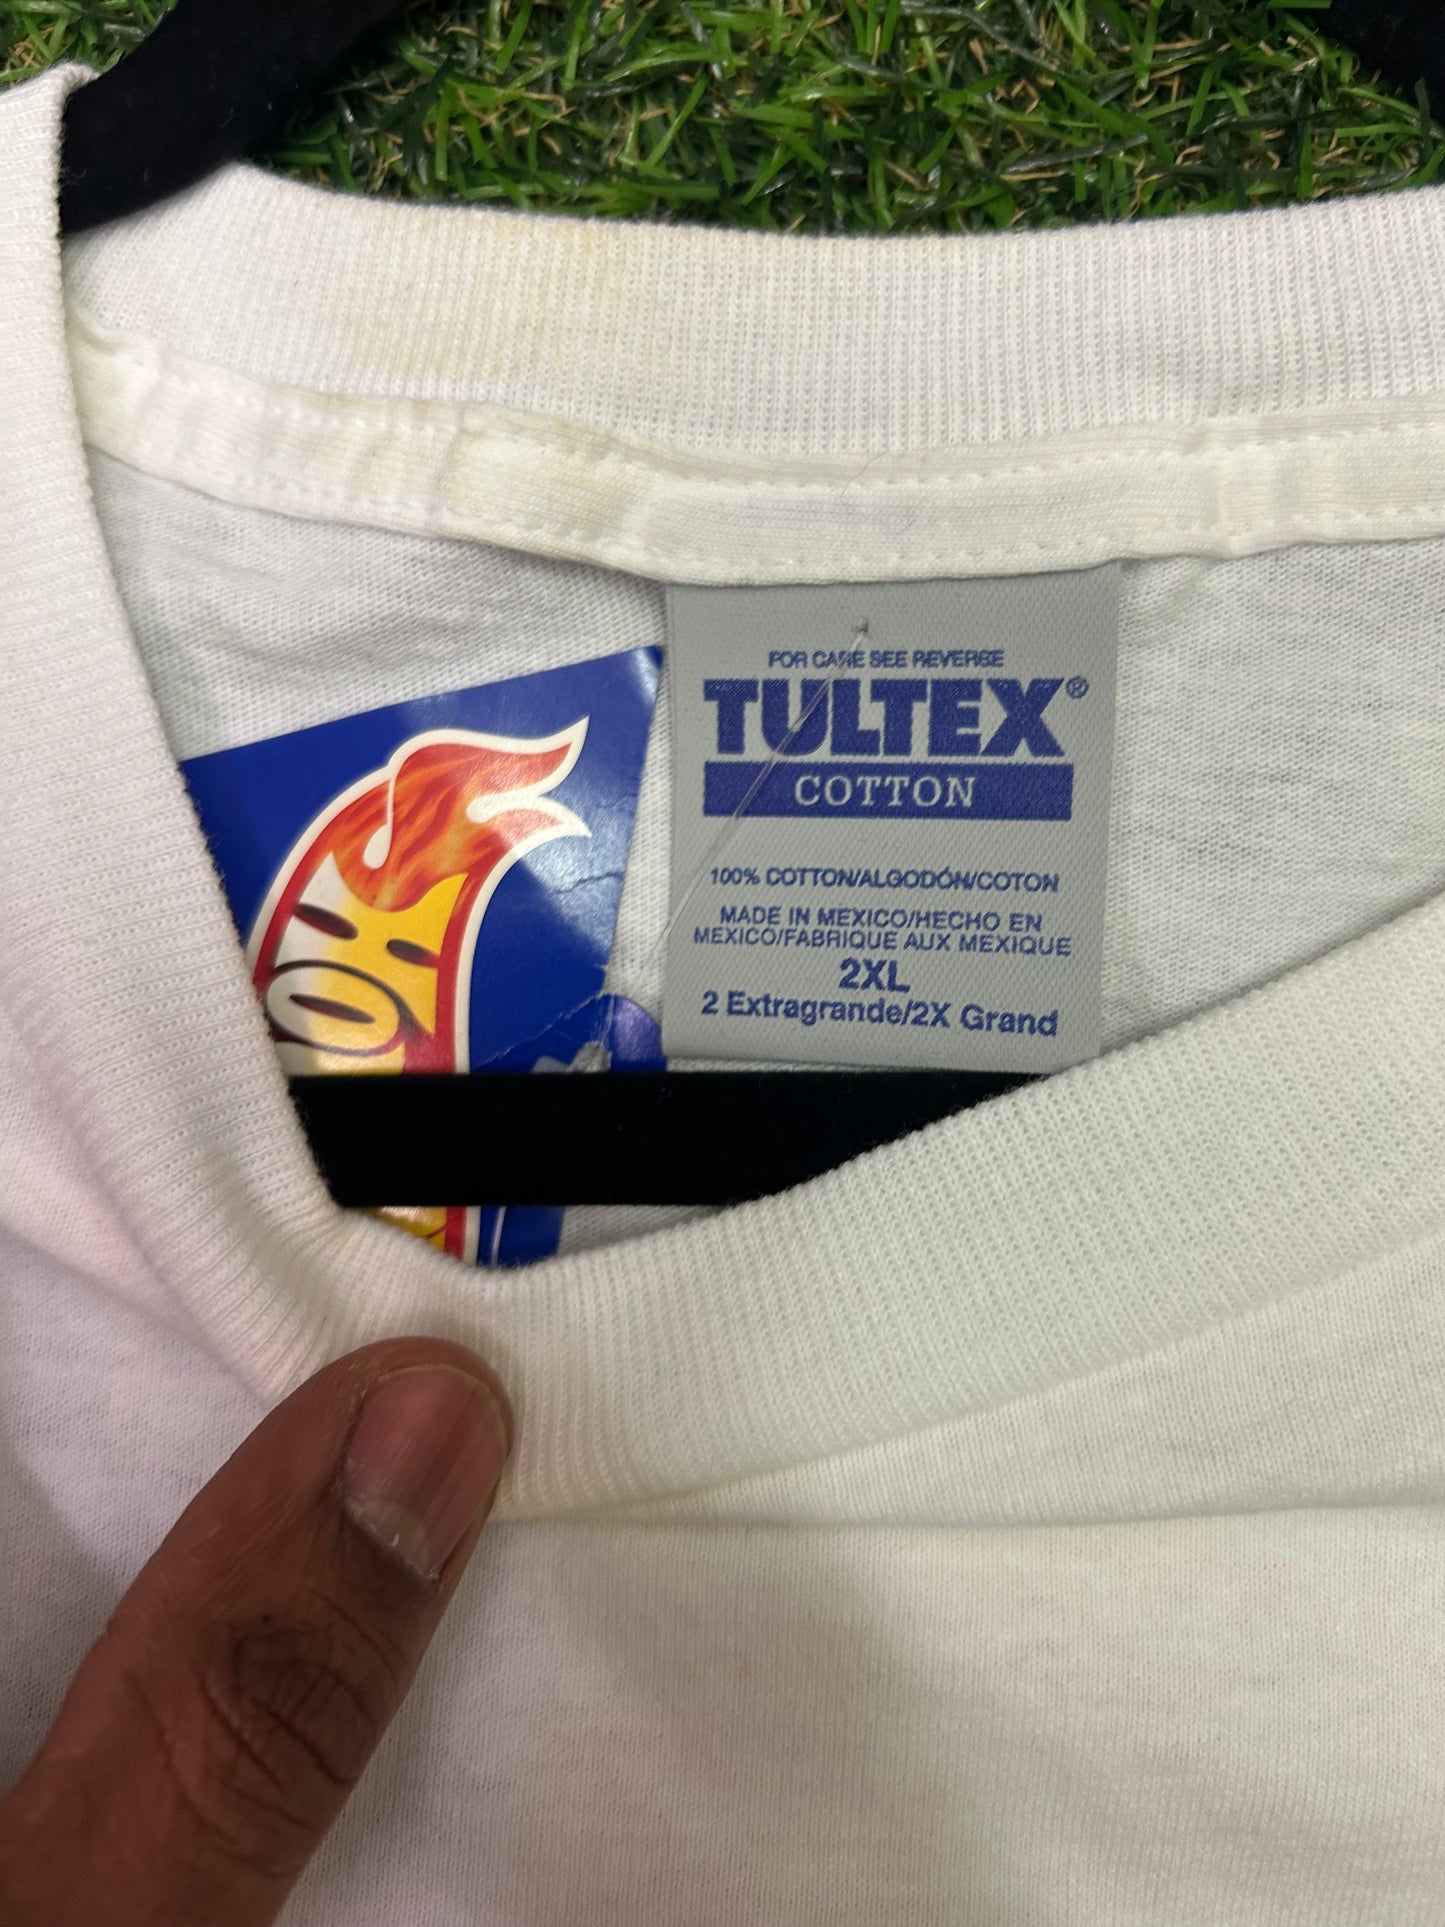 FOR CARE SEE REVERSE
TULTEX®
COTTON
100% COTTON/ALGODÓN/COTON
MADE IN MEXICO/HECHO EN
MEXICO/FABRIQUE AUX MEXIQUE
2XL
2 Extragrande/2X Grand